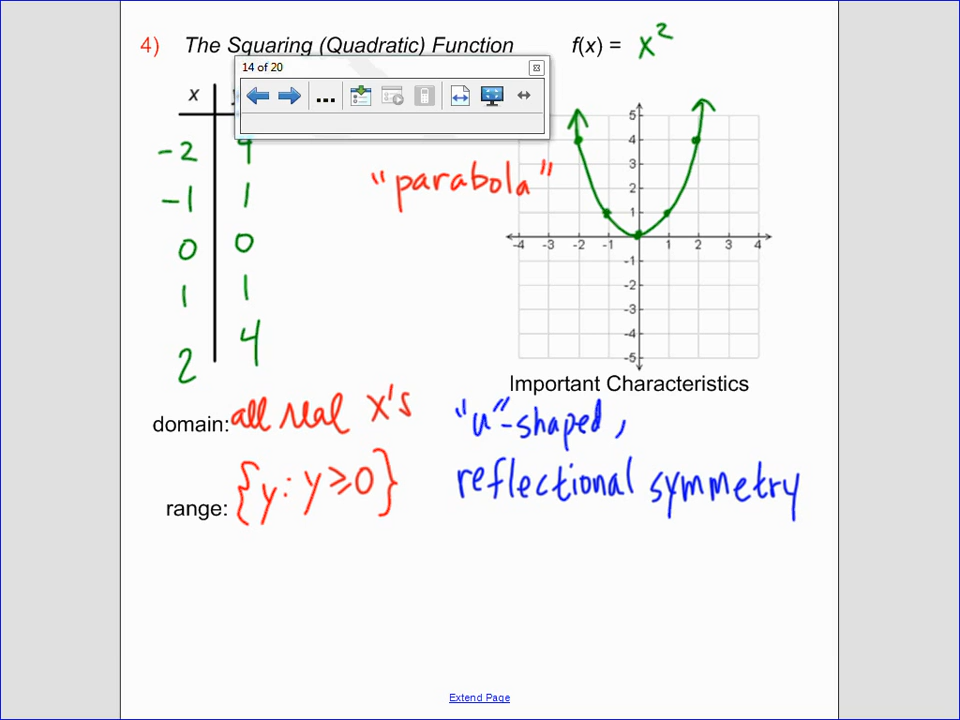 4) The Squaring (Quadratic) Function f(x) = x²
14 of 20
x
-2 4
-1 1
0 0
1 1
2 4
"parabola"
5
4
3
2
1
-4 -3 -2 -1 1 2 3 4
-1
-2
-3
-4
-5
Important Characteristics
domain: all real x's
"u"-shaped,
reflectional symmetry
range: {y: y ≥ 0}
Extend Page